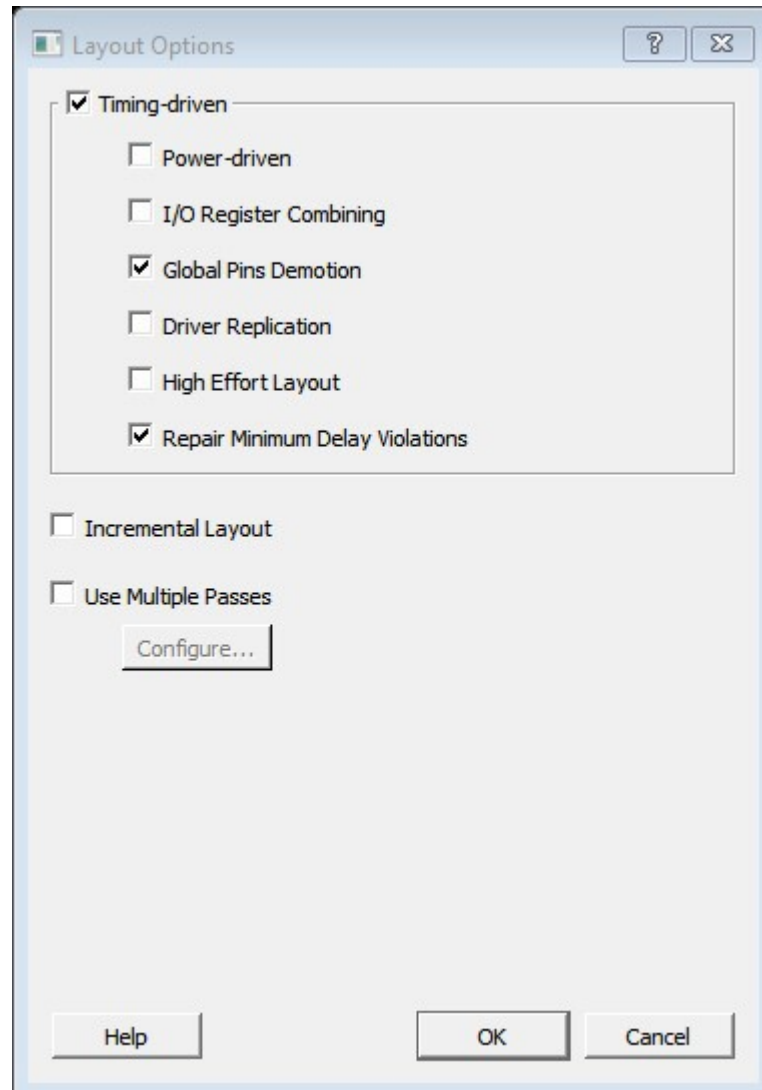 Layout Options
Timing-driven
Power-driven
I/O Register Combining
Global Pins Demotion
Driver Replication
High Effort Layout
Repair Minimum Delay Violations
Incremental Layout
Use Multiple Passes
Configure...
Help OK Cancel